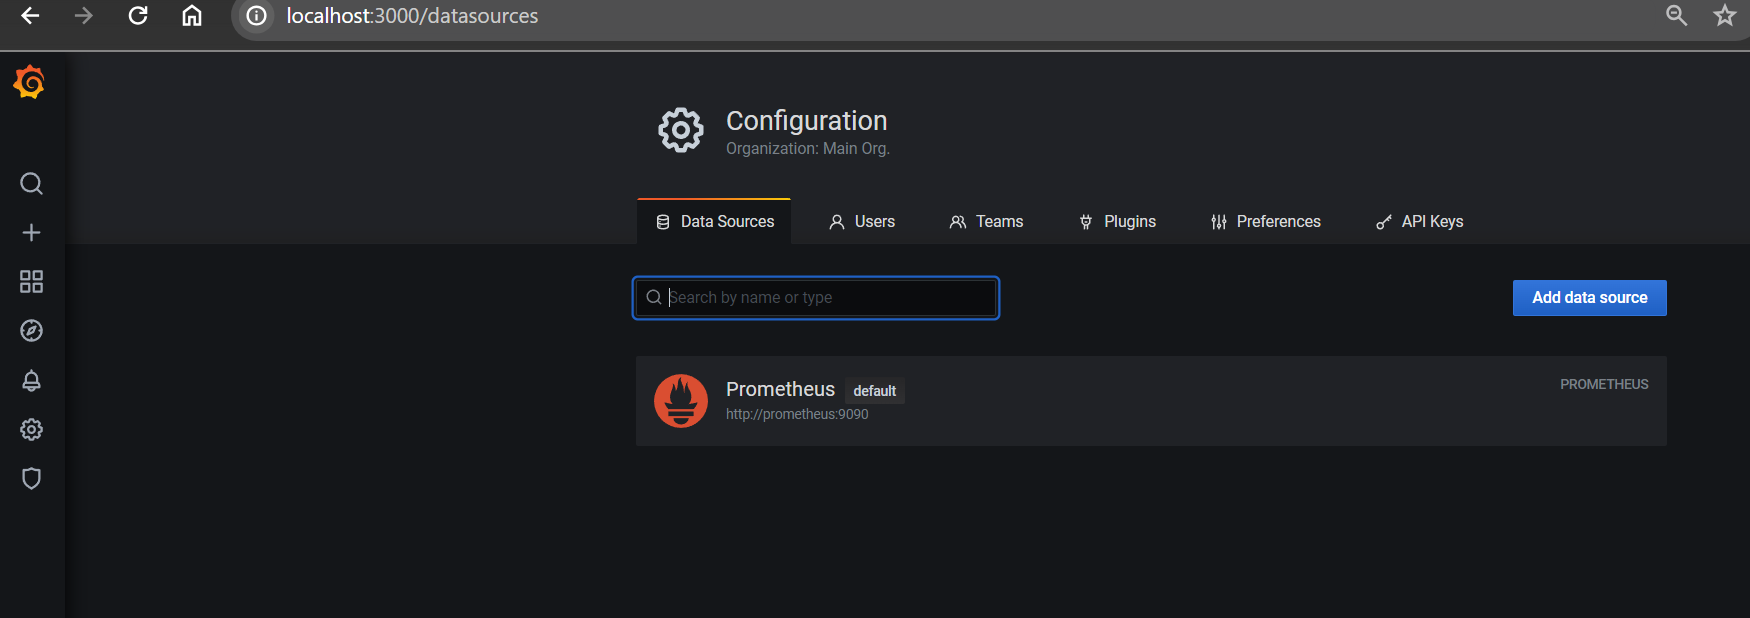 localhost:3000/datasources
Configuration
Organization: Main Org.
Data Sources Users Teams Plugins Preferences API Keys
Search by name or type
Add data source
Prometheus default
PROMETHEUS
http://prometheus:9090